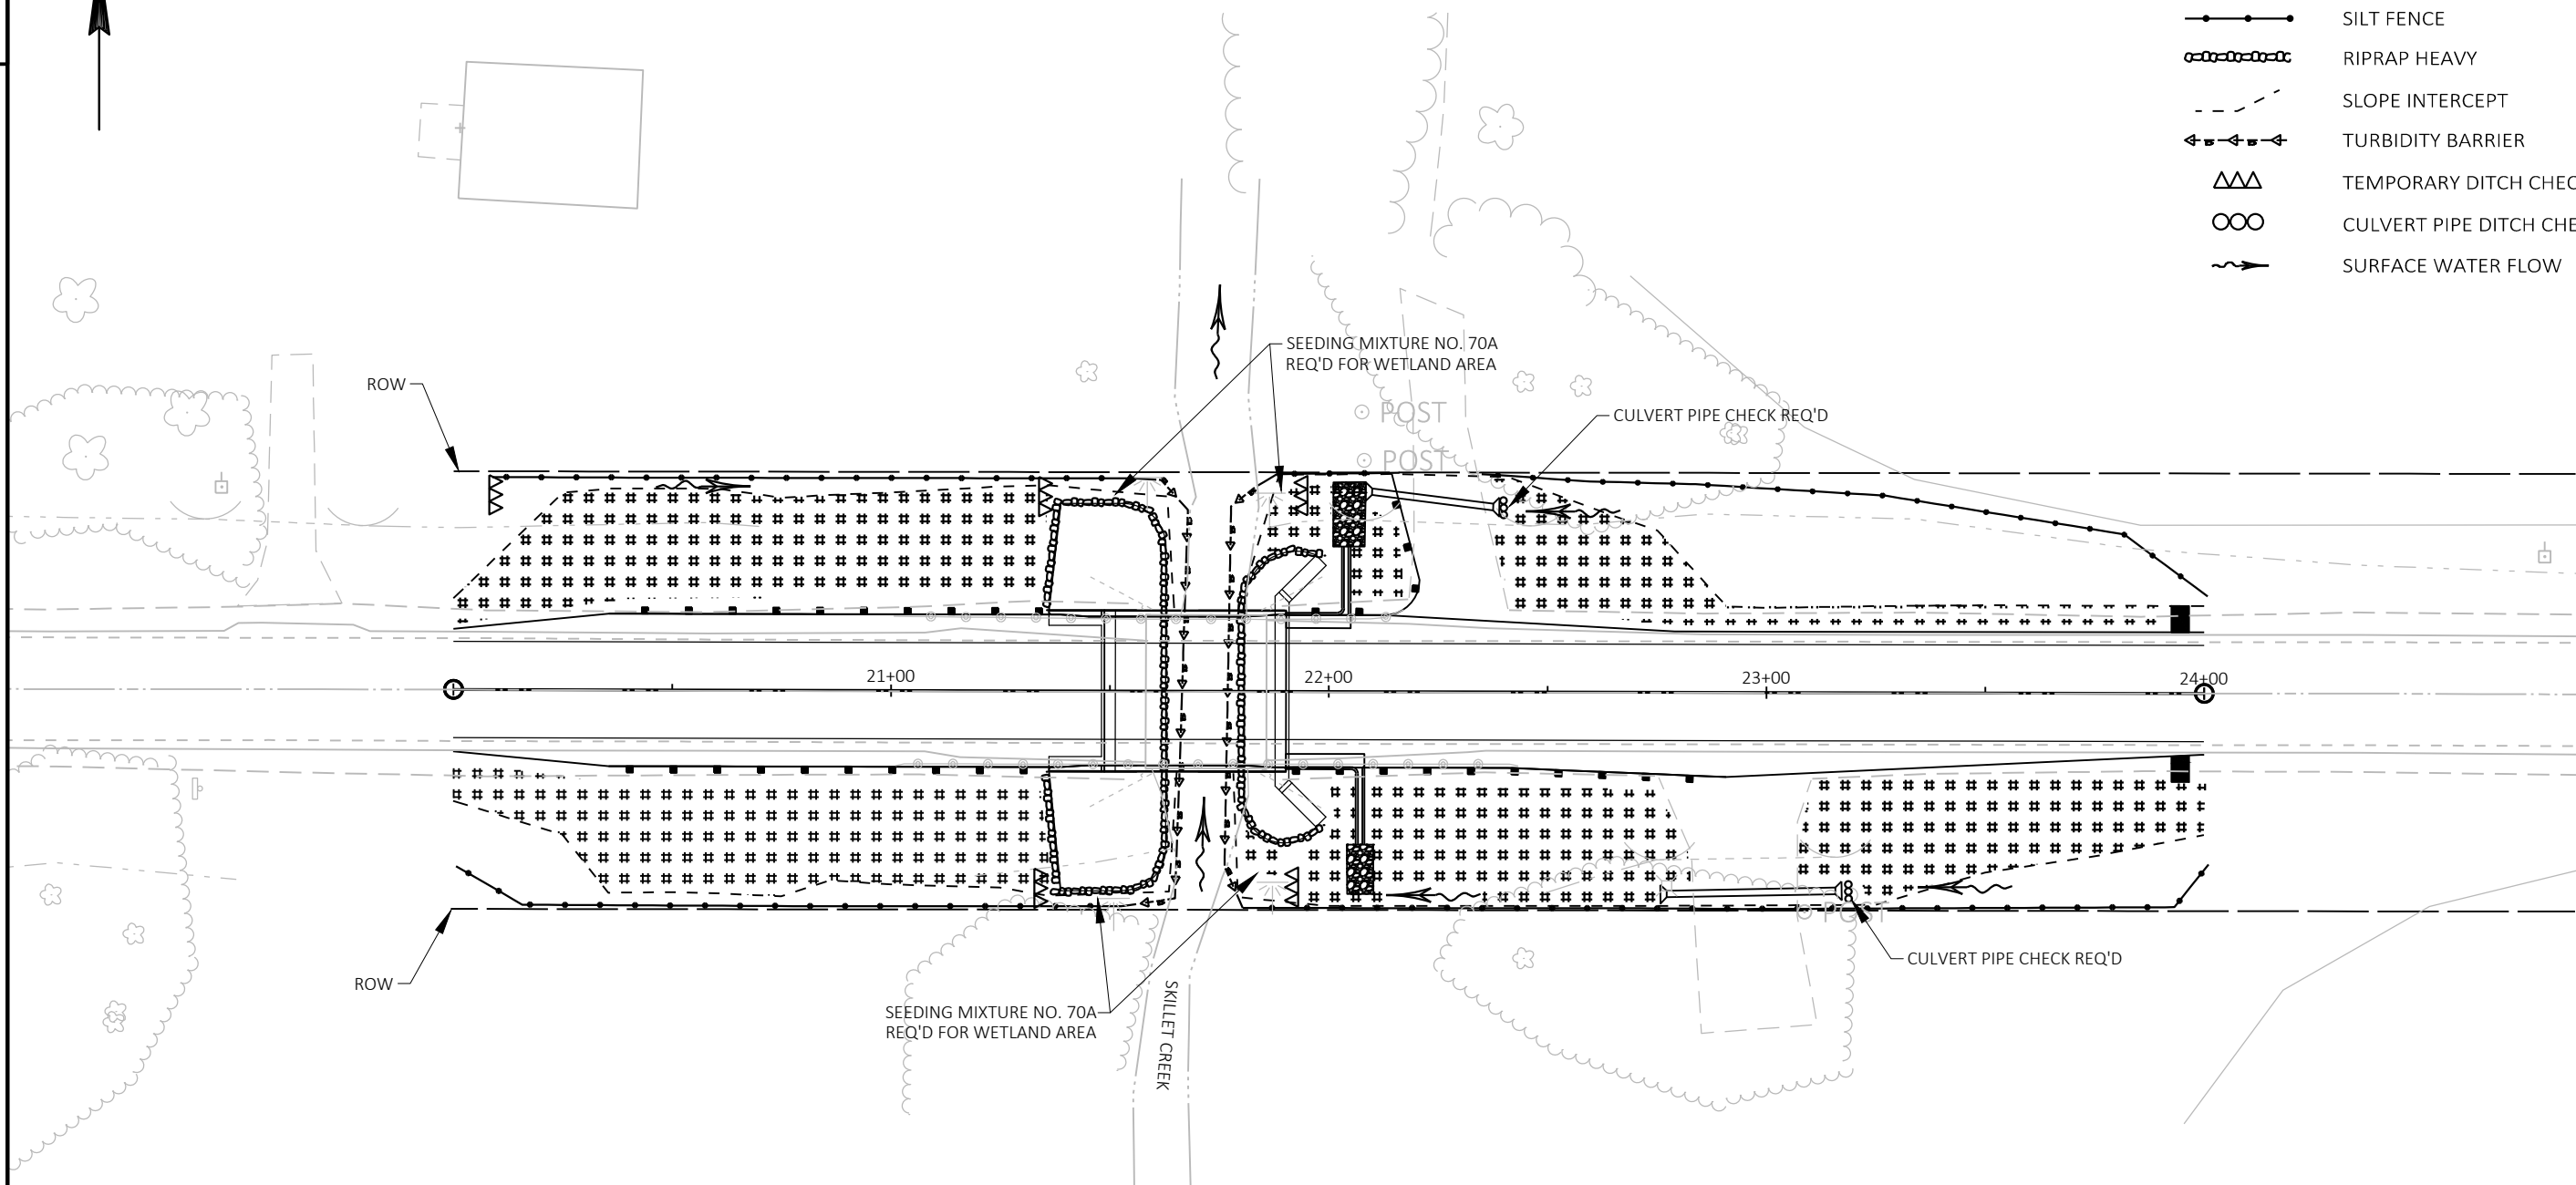 SILT FENCE
RIPRAP HEAVY
SLOPE INTERCEPT
TURBIDITY BARRIER
TEMPORARY DITCH CHEC
CULVERT PIPE DITCH CHE
SURFACE WATER FLOW
SEEDING MIXTURE NO. 70A
REQ'D FOR WETLAND AREA
ROW
POST
CULVERT PIPE CHECK REQ'D
POST
21+00
22+00
23+00
24+00
POST
CULVERT PIPE CHECK REQ'D
ROW
SEEDING MIXTURE NO. 70A
REQ'D FOR WETLAND AREA
SKILLET CREEK